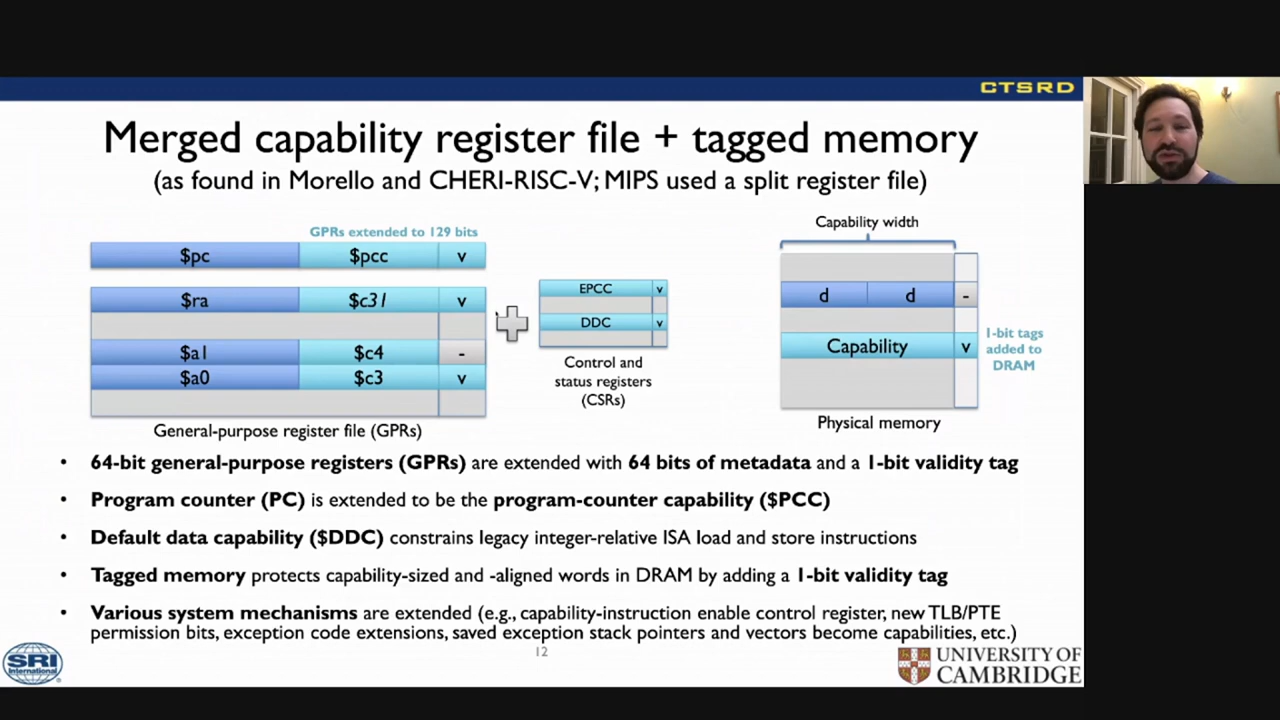 CTSRD
Merged capability register file + tagged memory
(as found in Morello and CHERI-RISC-V; MIPS used a split register file)
GPRs extended to 129 bits
$pc $pcc v
$ra $c31 v
$a1 $c4 -
$a0 $c3 v
General-purpose register file (GPRs)
EPCC v
DDC v
Control and
status registers
(CSRs)
Capability width
d d -
Capability v
1-bit tags
added to
DRAM
Physical memory
• 64-bit general-purpose registers (GPRs) are extended with 64 bits of metadata and a 1-bit validity tag
• Program counter (PC) is extended to be the program-counter capability ($PCC)
• Default data capability ($DDC) constrains legacy integer-relative ISA load and store instructions
• Tagged memory protects capability-sized and -aligned words in DRAM by adding a 1-bit validity tag
• Various system mechanisms are extended (e.g., capability-instruction enable control register, new TLB/PTE
permission bits, exception code extensions, saved exception stack pointers and vectors become capabilities, etc.)
SRI
International
12
UNIVERSITY OF
CAMBRIDGE